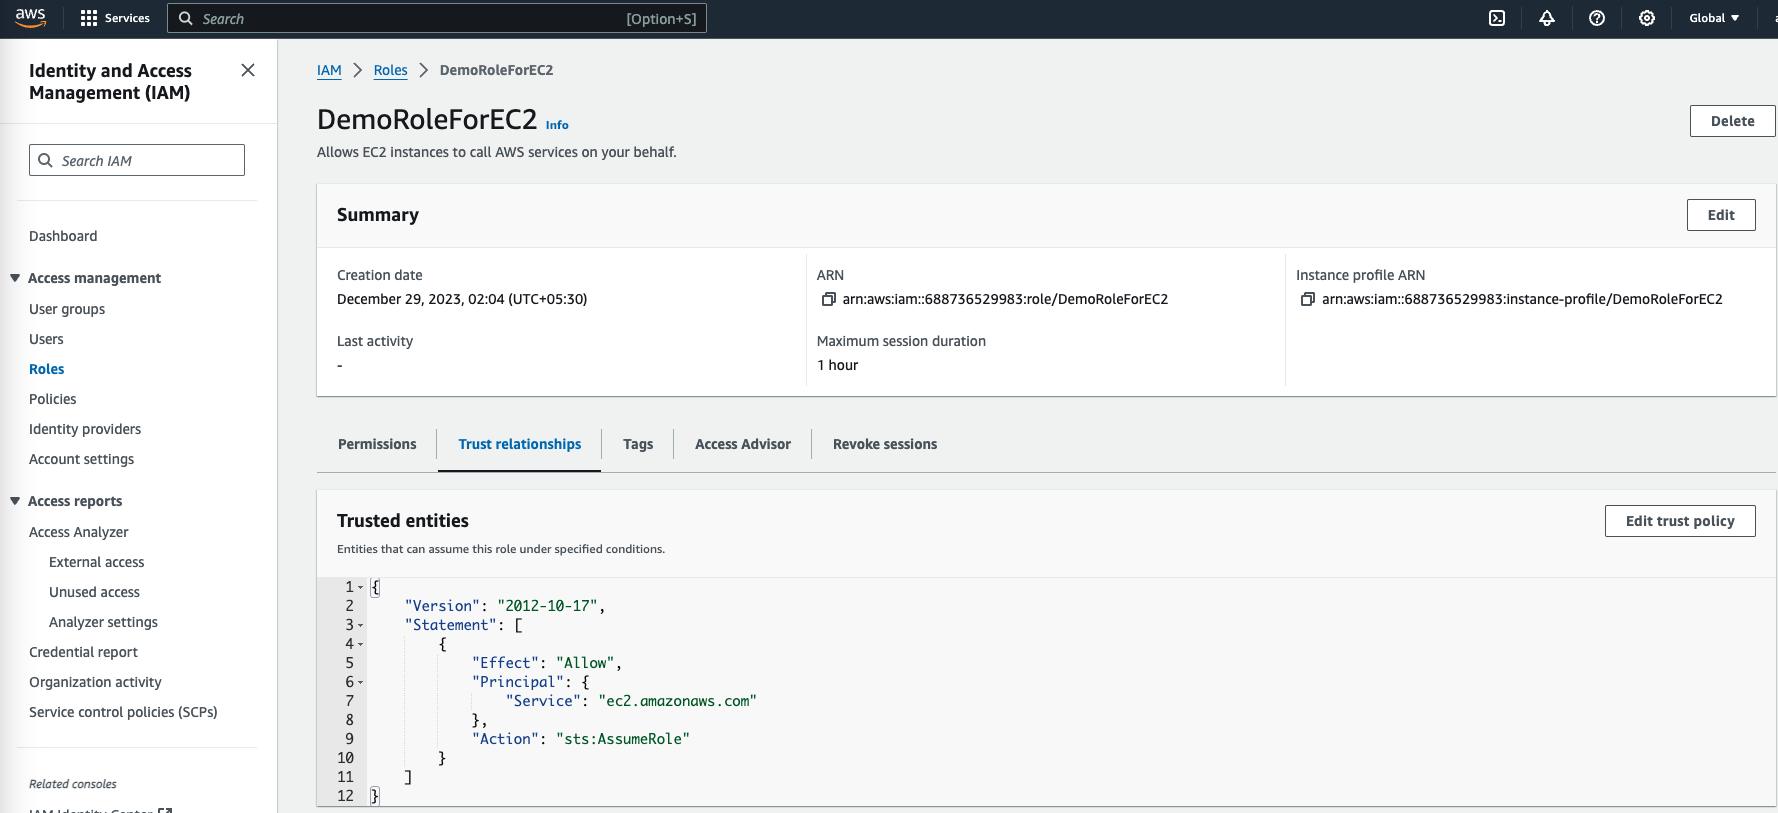 aws
Services
Search
[Option+S]
Global
Identity and Access
Management (IAM)
Search IAM
Dashboard
Access management
User groups
Users
Roles
Policies
Identity providers
Account settings
Access reports
Access Analyzer
External access
Unused access
Analyzer settings
Credential report
Organization activity
Service control policies (SCPs)
Related consoles
IAM Identity Center
IAM > Roles > DemoRoleForEC2
DemoRoleForEC2 Info
Delete
Allows EC2 instances to call AWS services on your behalf.
Summary
Edit
Creation date
December 29, 2023, 02:04 (UTC+05:30)
Last activity
-
ARN
arn:aws:iam::688736529983:role/DemoRoleForEC2
Maximum session duration
1 hour
Instance profile ARN
arn:aws:iam::688736529983:instance-profile/DemoRoleForEC2
Permissions
Trust relationships
Tags
Access Advisor
Revoke sessions
Trusted entities
Edit trust policy
Entities that can assume this role under specified conditions.
1 {
2     "Version": "2012-10-17",
3     "Statement": [
4         {
5             "Effect": "Allow",
6             "Principal": {
7                 "Service": "ec2.amazonaws.com"
8             },
9             "Action": "sts:AssumeRole"
10         }
11     ]
12 }